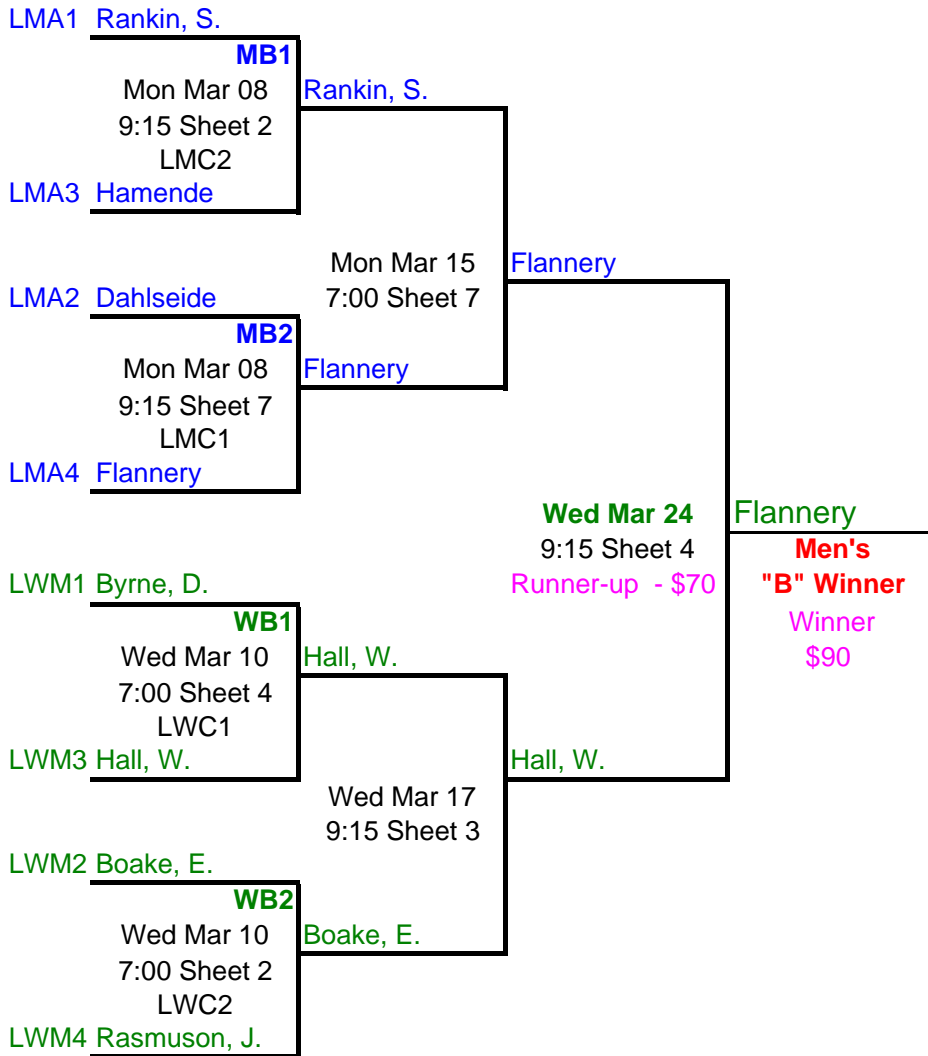 LMA1 Rankin, S.
MB1
Mon Mar 08
Rankin, S.
9:15 Sheet 2
LMC2
LMA3 Hamende
Mon Mar 15
Flannery
7:00 Sheet 7
LMA2 Dahlseide
MB2
Mon Mar 08
Flannery
9:15 Sheet 7
LMC1
LMA4 Flannery
Wed Mar 24
Flannery
9:15 Sheet 4
Men's
Runner-up - $70
"B" Winner
Winner
$90
LWM1 Byrne, D.
WB1
Wed Mar 10
Hall, W.
7:00 Sheet 4
LWC1
LWM3 Hall, W.
Hall, W.
Wed Mar 17
9:15 Sheet 3
LWM2 Boake, E.
WB2
Wed Mar 10
Boake, E.
7:00 Sheet 2
LWC2
LWM4 Rasmuson, J.